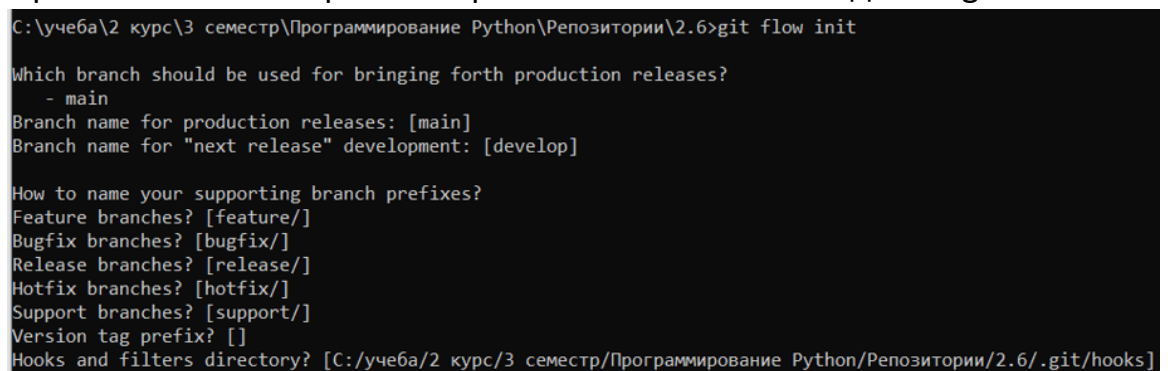 C:\учеба\2 курс\3 семестр\Программирование Python\Репозитории\2.6>git flow init
Which branch should be used for bringing forth production releases?
- main
Branch name for production releases: [main]
Branch name for "next release" development: [develop]
How to name your supporting branch prefixes?
Feature branches? [feature/]
Bugfix branches? [bugfix/]
Release branches? [release/]
Hotfix branches? [hotfix/]
Support branches? [support/]
Version tag prefix? []
Hooks and filters directory? [C:/учеба/2 курс/3 семестр/Программирование Python/Репозитории/2.6/.git/hooks]